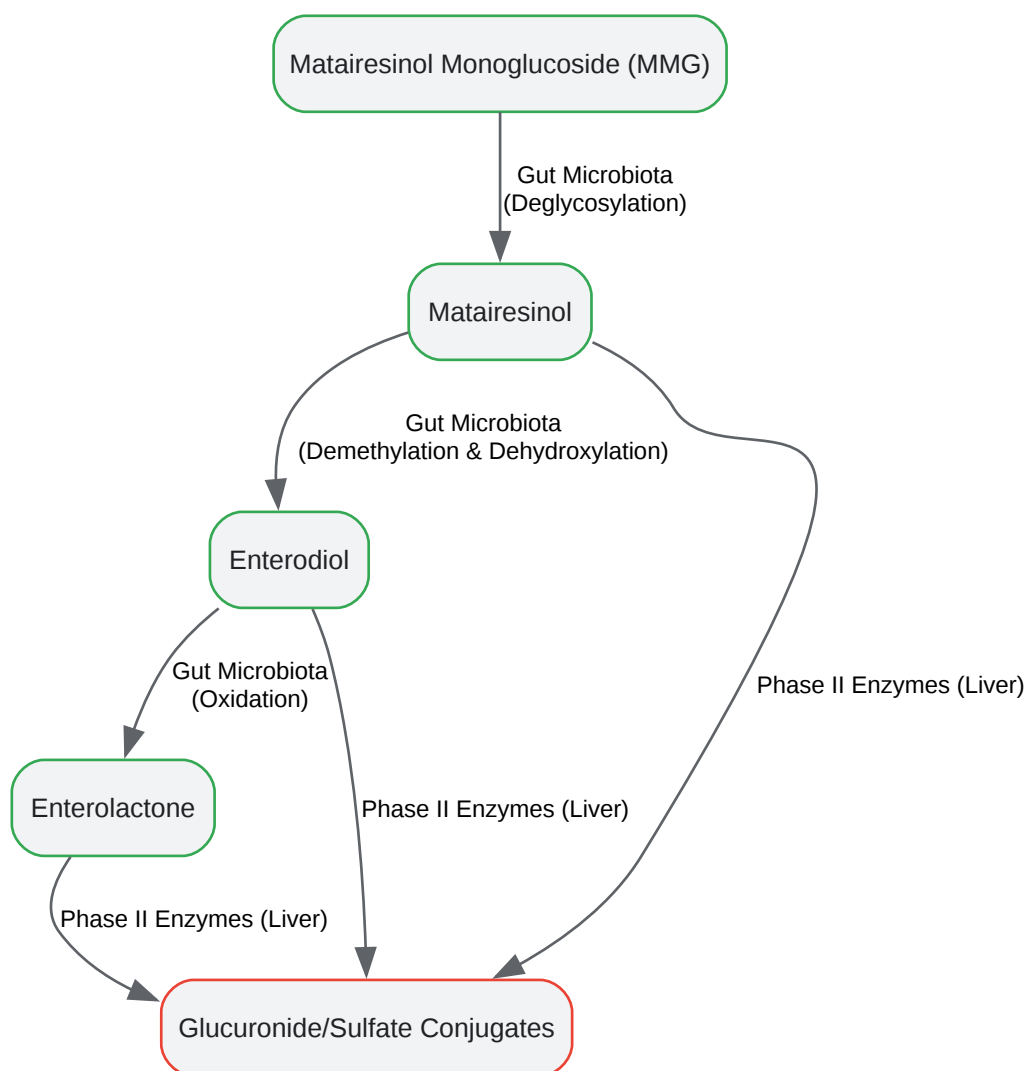 Matairesinol Monoglucoside (MMG)
Gut Microbiota
(Deglycosylation)
Matairesinol
Gut Microbiota
(Demethylation & Dehydroxylation)
Enterodiol
Gut Microbiota
(Oxidation)
Phase II Enzymes (Liver)
Enterolactone
Phase II Enzymes (Liver)
Phase II Enzymes (Liver)
Glucuronide/Sulfate Conjugates